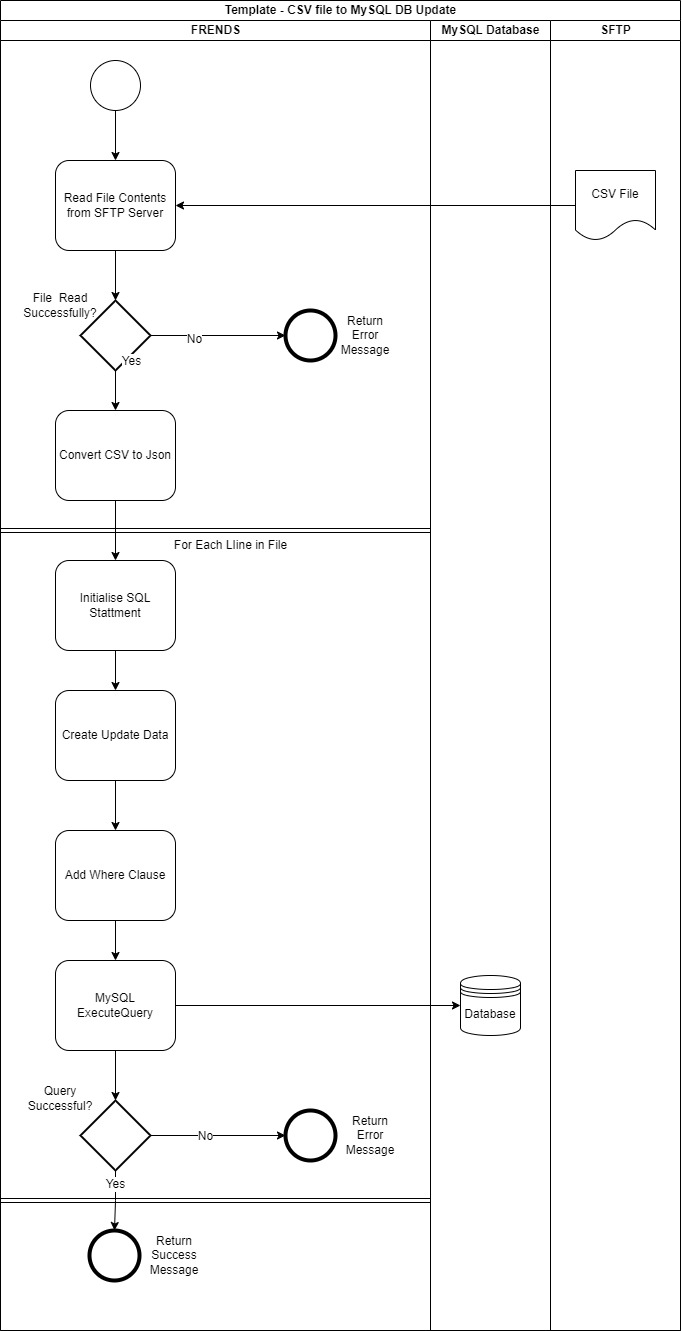 Template - CSV file to MySQL DB Update
FRENDS
MySQL Database
SFTP
Read File Contents
from SFTP Server
CSV File
File Read
Successfully?
No
Return
Error
Message
Yes
Convert CSV to Json
For Each Lline in File
Initialise SQL
Stattment
Create Update Data
Add Where Clause
MySQL
ExecuteQuery
Database
Query
Successful?
No
Return
Error
Message
Yes
Return
Success
Message